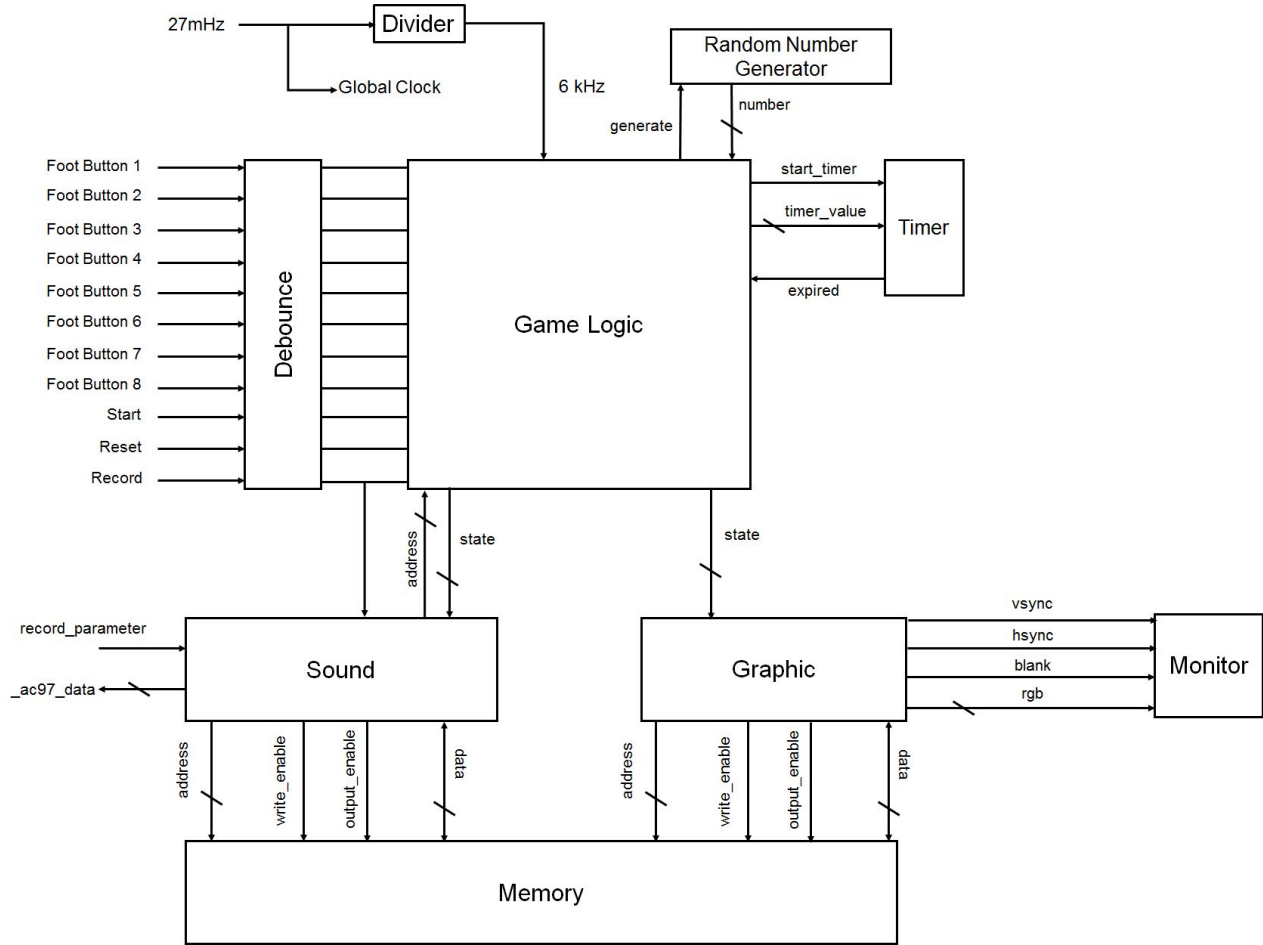 27mHz
Divider
Global Clock
6 kHz
Random Number
Generator
generate
number
Foot Button 1
Foot Button 2
Foot Button 3
Foot Button 4
Foot Button 5
Foot Button 6
Foot Button 7
Foot Button 8
Start
Reset
Record
Debounce
Game Logic
start_timer
timer_value
expired
Timer
address
state
state
record_parameter
_ac97_data
Sound
Graphic
vsync
hsync
blank
rgb
Monitor
address
write_enable
output_enable
data
address
write_enable
output_enable
data
Memory